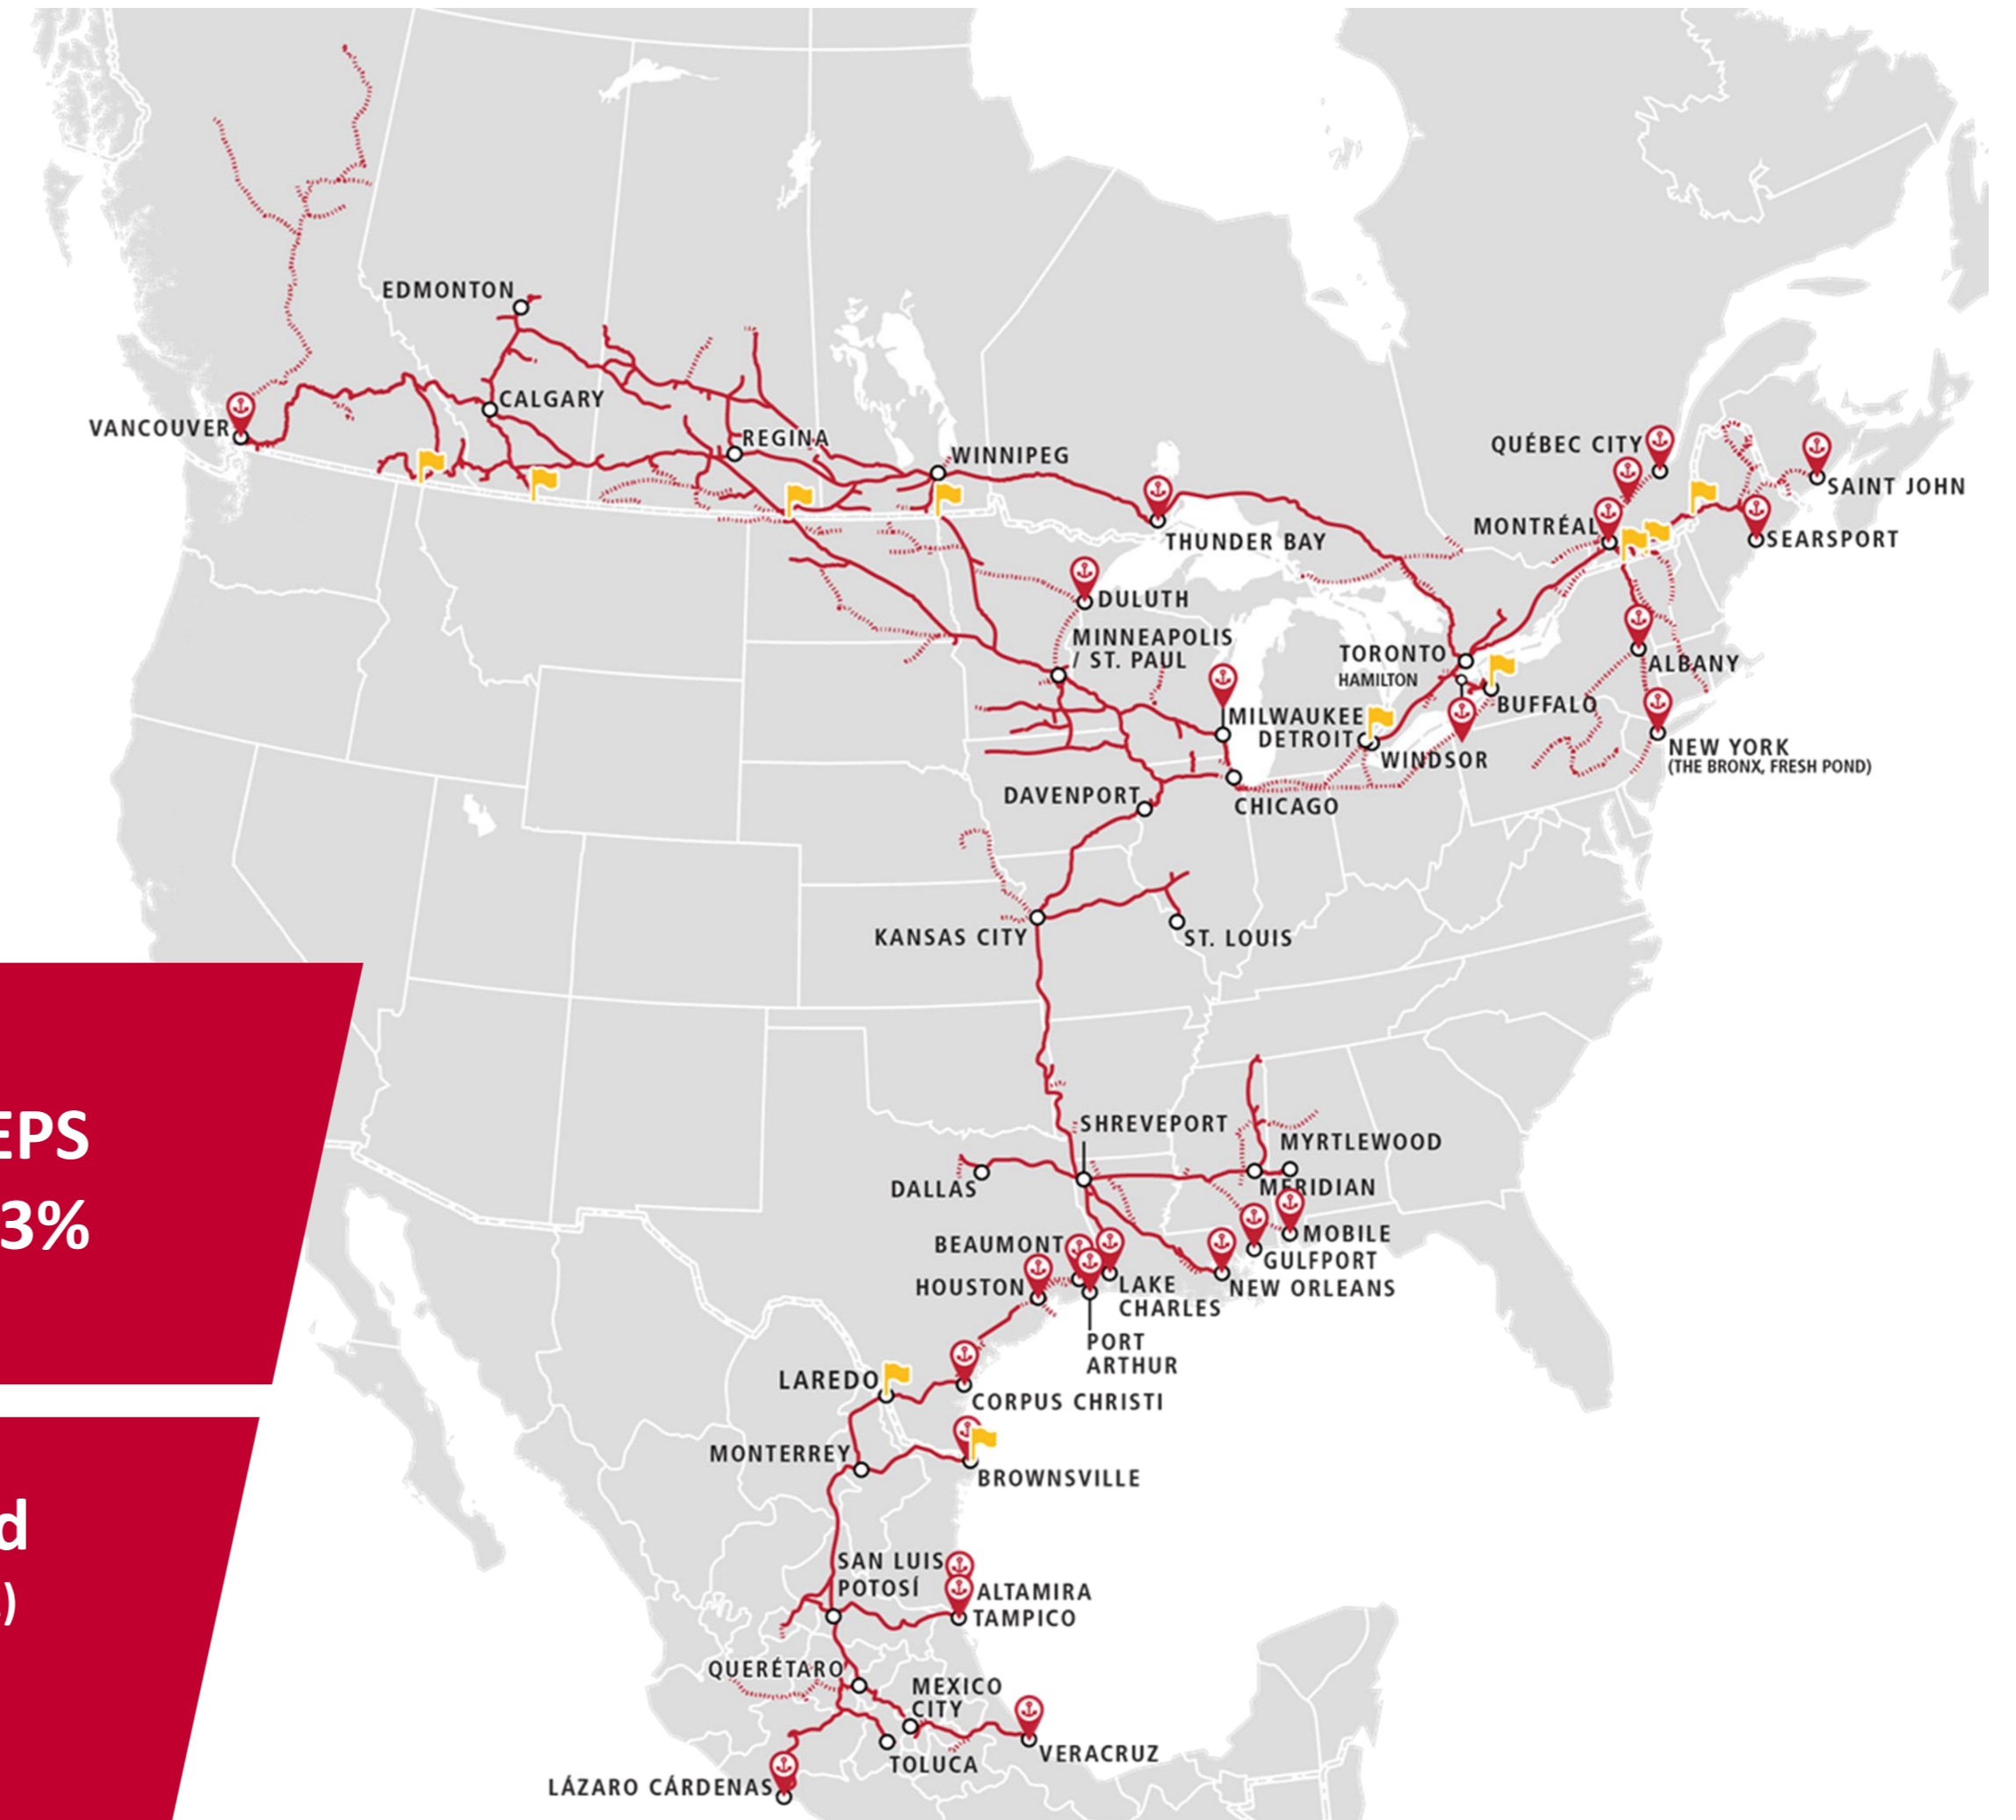 EDMONTON
CALGARY
VANCOUVER
REGINA
WINNIPEG
QUÉBEC CITY
SAINT JOHN
MONTRÉAL
SEARSPORT
THUNDER BAY
DULUTH
MINNEAPOLIS
/ ST. PAUL
TORONTO
HAMILTON
ALBANY
BUFFALO
MILWAUKEE
DETROIT
WINDSOR
NEW YORK
(THE BRONX, FRESH POND)
DAVENPORT
CHICAGO
KANSAS CITY
ST. LOUIS
EPS
3%
SHREVEPORT
MYRTLEWOOD
DALLAS
MERIDIAN
MOBILE
BEAUMONT
GULFPORT
HOUSTON
LAKE
CHARLES
NEW ORLEANS
PORT
ARTHUR
LAREDO
CORPUS CHRISTI
MONTERREY
BROWNSVILLE
d
)
SAN LUIS
POTOSÍ
ALTAMIRA
TAMPICO
QUERÉTARO
MEXICO
CITY
VERACRUZ
TOLUCA
LÁZARO CÁRDENAS